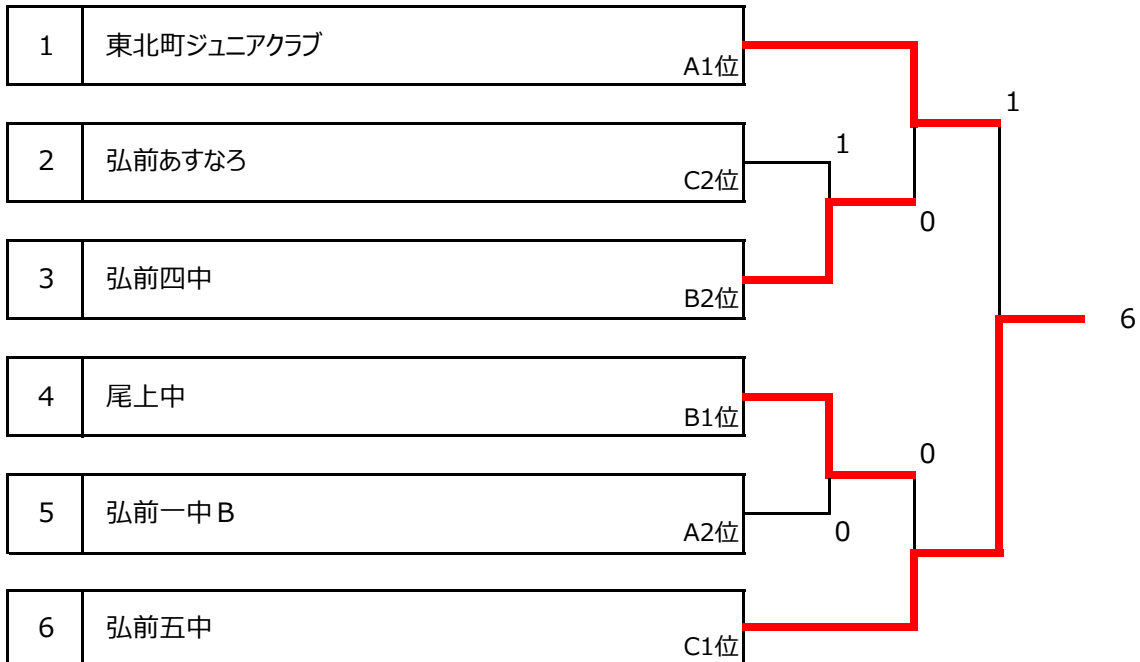 1 東北町ジュニアクラブ A1位
1
2 弘前あすなろ C2位
1
0
3 弘前四中 B2位
6
4 尾上中 B1位
0
5 弘前一中B A2位
0
6 弘前五中 C1位